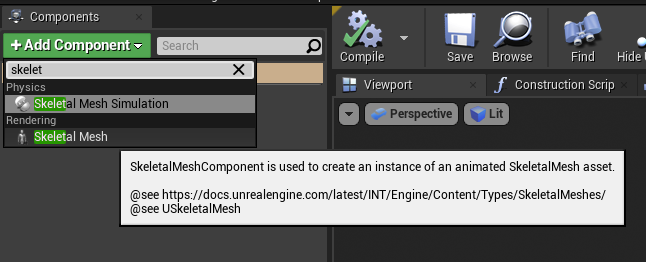 Components
+Add Component
Search
Compile
Save
Browse
Find
Hide U
skelet
Physics
Skeletal Mesh Simulation
Rendering
Skeletal Mesh
Viewport
Construction Scrip
Perspective
Lit
SkeletalMeshComponent is used to create an instance of an animated SkeletalMesh asset.
@see https://docs.unrealengine.com/latest/INT/Engine/Content/Types/SkeletalMeshes/
@see USkeletalMesh